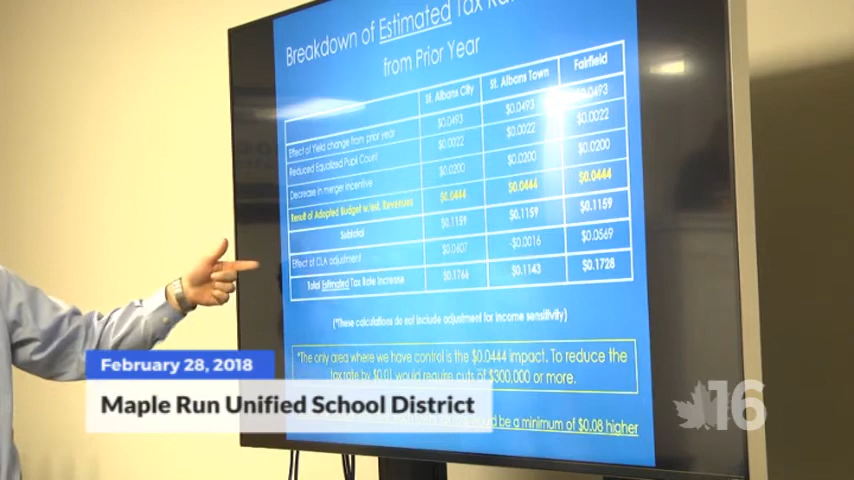 Breakdown of Estimated Tax
from Prior Year
St. Albans City St. Albans Town Fairfield
Effect of Yield change from prior year $0.0493 $0.0493 $0.0493
Reduced Equalized Pupil Count $0.0022 $0.0022 $0.0022
Decrease in merger incentive $0.0200 $0.0200 $0.0200
Result of Adopted Budget w/est. Revenues $0.0444 $0.0444 $0.0444
Subtotal $0.1159 $0.1159 $0.1159
Effect of CLA adjustment $0.0607 -$0.0016 $0.0569
Total Estimated Tax Rate Increase $0.1766 $0.1143 $0.1728
(*These calculations do not include adjustment for income sensitivity)
*The only area where we have control is the $0.0444 impact. To reduce the
tax rate by $0.01 would require cuts of $300,000 or more.
be a minimum of $0.08 higher
February 28, 2018
Maple Run Unified School District
16